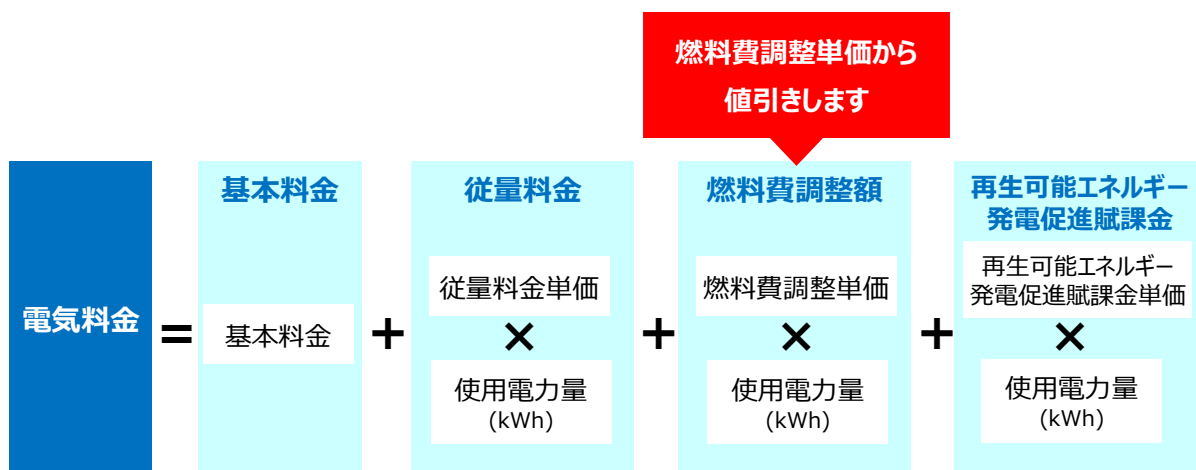 燃料費調整単価から
値引きします
電気料金
=
基本料金
基本料金
+
従量料金
従量料金単価
×
使用電力量
(kWh)
+
燃料費調整額
燃料費調整単価
×
使用電力量
(kWh)
+
再生可能エネルギー
発電促進賦課金
再生可能エネルギー
発電促進賦課金単価
×
使用電力量
(kWh)